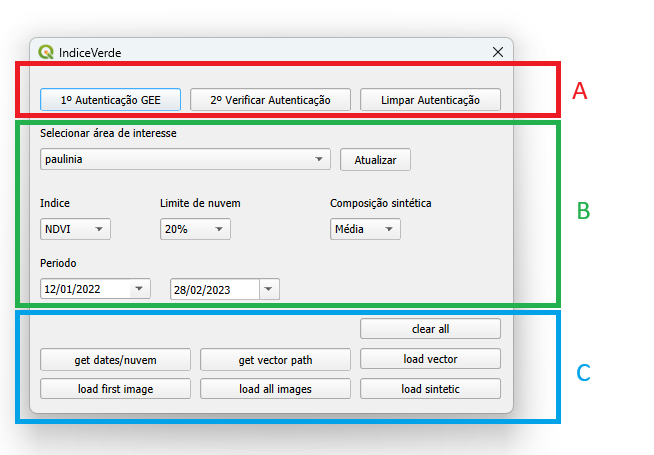 IndiceVerde
A
1º Autenticação GEE 2º Verificar Autenticação Limpar Autenticação
Selecionar área de interesse
paulinia Atualizar
B
Indice Limite de nuvem Composição sintética
NDVI 20% Média
Periodo
12/01/2022 28/02/2023
clear all
get dates/nuvem get vector path load vector
C
load first image load all images load sintetic